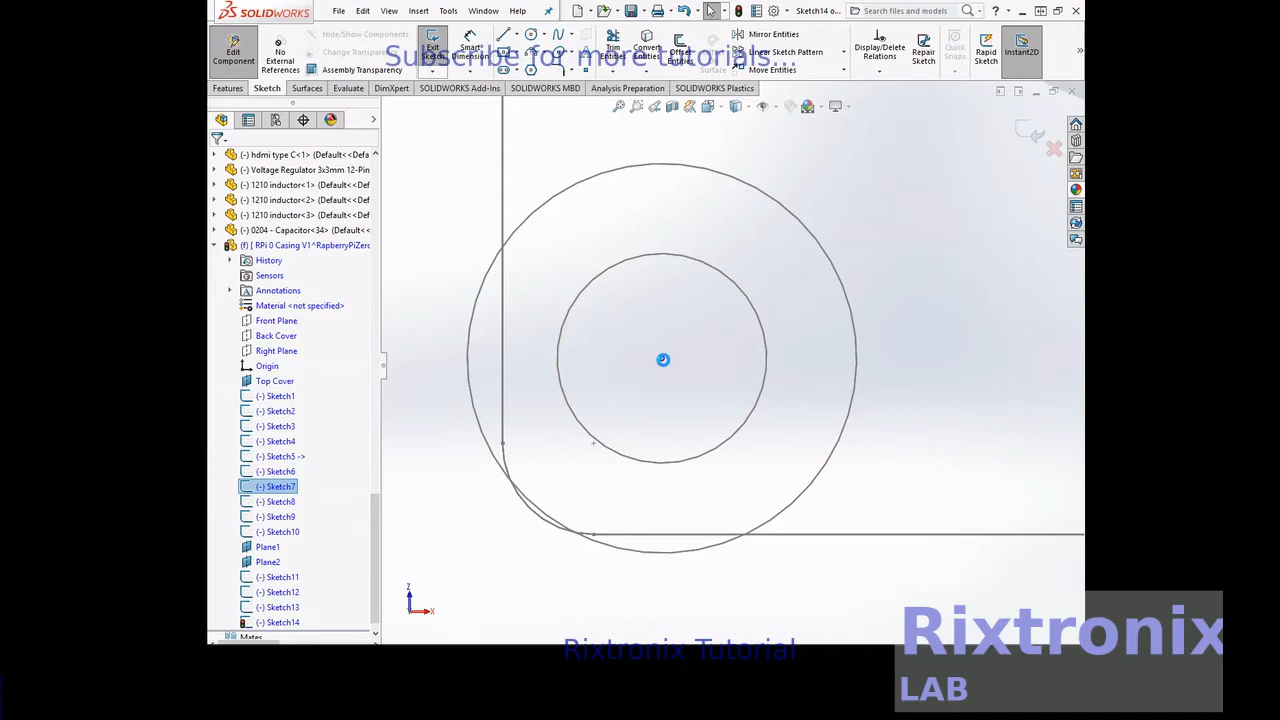 SOLIDWORKS
File Edit View Insert Tools Window Help
Sketch14 o...
Search files and models
Edit Component
No External References
Hide/Show Components
Change Transparency
Assembly Transparency
Exit Sketch
Smart Dimension
Trim Entities
Convert Entities
Offset Entities
Surface
Mirror Entities
Linear Sketch Pattern
Move Entities
Display/Delete Relations
Repair Sketch
Quick Snaps
Rapid Sketch
Instant2D
Subscribe for more tutorials...
Features Sketch Surfaces Evaluate DimXpert SOLIDWORKS Add-Ins SOLIDWORKS MBD Analysis Preparation SOLIDWORKS Plastics
(-) hdmi type C<1> (Default<<Defa
(-) Voltage Regulator 3x3mm 12-Pin
(-) 1210 inductor<1> (Default<<Def
(-) 1210 inductor<2> (Default<<Def
(-) 1210 inductor<3> (Default<<Def
(-) 0204 - Capacitor<34> (Default<
(f) [ RPi 0 Casing V1^RapberryPiZero
History
Sensors
Annotations
Material <not specified>
Front Plane
Back Cover
Right Plane
Origin
Top Cover
(-) Sketch1
(-) Sketch2
(-) Sketch3
(-) Sketch4
(-) Sketch5 ->
(-) Sketch6
(-) Sketch7
(-) Sketch8
(-) Sketch9
(-) Sketch10
Plane1
Plane2
(-) Sketch11
(-) Sketch12
(-) Sketch13
(-) Sketch14
Mates
Z
X
Rixtronix Tutorial
Rixtronix
LAB